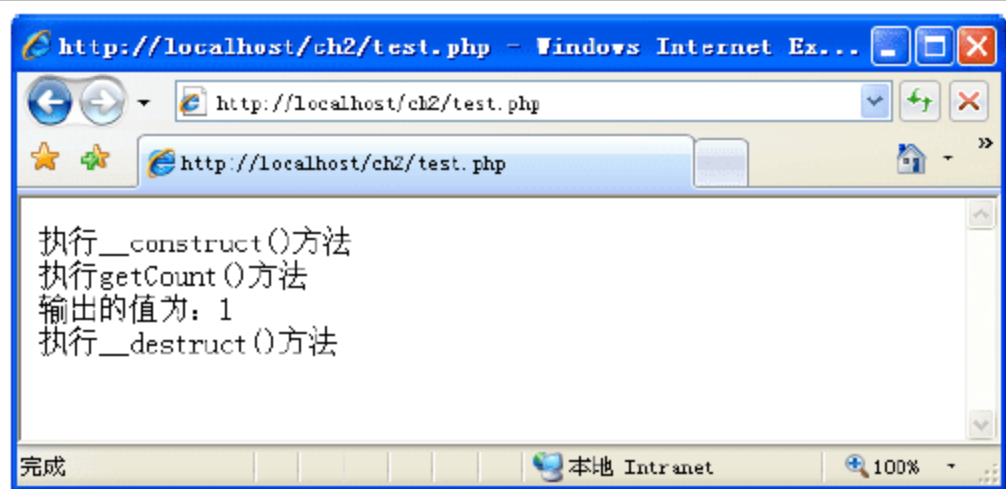 http://localhost/ch2/test.php - Windows Internet Ex...
http://localhost/ch2/test.php
http://localhost/ch2/test.php
»
执行__construct()方法
执行getCount()方法
输出的值为：1
执行__destruct()方法
完成
本地 Intranet
100%